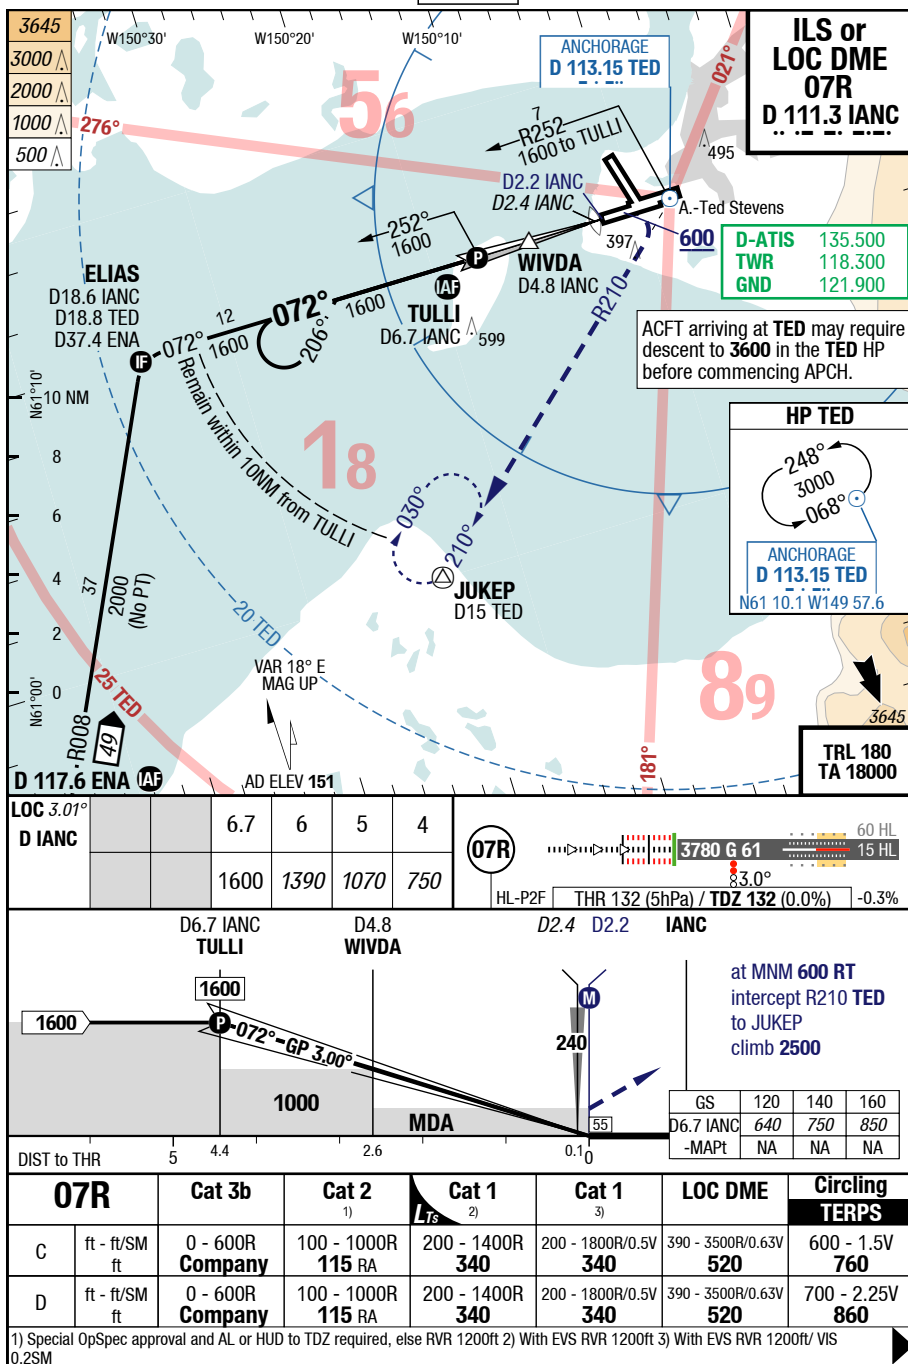 3645
3000
2000
1000
500
W150°30'
W150°20'
W150°10'
ANCHORAGE
D 113.15 TED
ILS or
LOC DME
07R
D 111.3 IANC
276°
56
021°
7
R252
1600 to TULLI
495
D2.2 IANC
D2.4 IANC
A.-Ted Stevens
252°
1600
397
600
D-ATIS 135.500
TWR 118.300
GND 121.900
P
WIVDA
D4.8 IANC
ELIAS
D18.6 IANC
D18.8 TED
D37.4 ENA
IAF
TULLI
D6.7 IANC
599
R210
12
072°
1600
072°
1600
206°
IF
ACFT arriving at TED may require
descent to 3600 in the TED HP
before commencing APCH.
N61°10'
10 NM
8
6
4
2
0
N61°00'
Remain within 10NM from TULLI
18
HP TED
248°
3000
068°
ANCHORAGE
D 113.15 TED
N61 10.1 W149 57.6
030°
210°
JUKEP
D15 TED
37
2000
(No PT)
20 TED
25 TED
VAR 18° E
MAG UP
89
3645
R008
49
D 117.6 ENA IAF
AD ELEV 151
181°
TRL 180
TA 18000
LOC 3.01°
D IANC
6.7 6 5 4
1600 1390 1070 750
07R
3780 G 61
60 HL
15 HL
3.0°
HL-P2F
THR 132 (5hPa) / TDZ 132 (0.0%)
-0.3%
D6.7 IANC D4.8 D2.4 D2.2 IANC
TULLI WIVDA
1600
1600
P
072°-GP 3.00°
M
240
1000
MDA
55
at MNM 600 RT
intercept R210 TED
to JUKEP
climb 2500
GS 120 140 160
D6.7 IANC 640 750 850
-MAPt NA NA NA
DIST to THR 5 4.4 2.6 0.1 0
07R Cat 3b Cat 2 Cat 1 Cat 1 LOC DME Circling
1) LTS 2) 3) TERPS
C ft - ft/SM 0 - 600R 100 - 1000R 200 - 1400R 200 - 1800R/0.5V 390 - 3500R/0.63V 600 - 1.5V
ft Company 115 RA 340 340 520 760
D ft - ft/SM 0 - 600R 100 - 1000R 200 - 1400R 200 - 1800R/0.5V 390 - 3500R/0.63V 700 - 2.25V
ft Company 115 RA 340 340 520 860
1) Special OpSpec approval and AL or HUD to TDZ required, else RVR 1200ft 2) With EVS RVR 1200ft 3) With EVS RVR 1200ft/ VIS
0.2SM